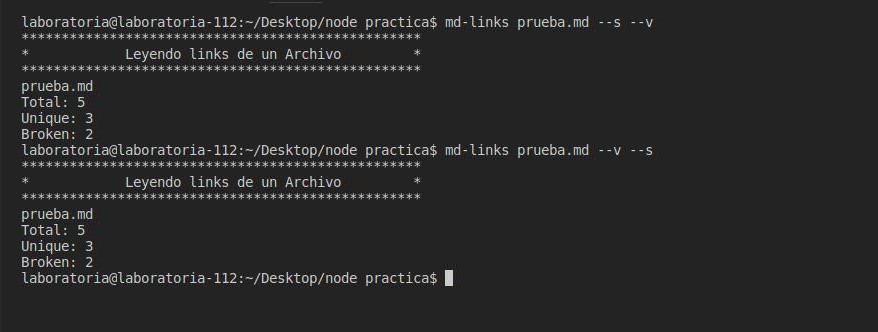 laboratoria@laboratoria-112:~/Desktop/node practica$ md-links prueba.md --s --v
**************************************************
*            Leyendo links de un Archivo         *
**************************************************
prueba.md
Total: 5
Unique: 3
Broken: 2
laboratoria@laboratoria-112:~/Desktop/node practica$ md-links prueba.md --v --s
**************************************************
*            Leyendo links de un Archivo         *
**************************************************
prueba.md
Total: 5
Unique: 3
Broken: 2
laboratoria@laboratoria-112:~/Desktop/node practica$